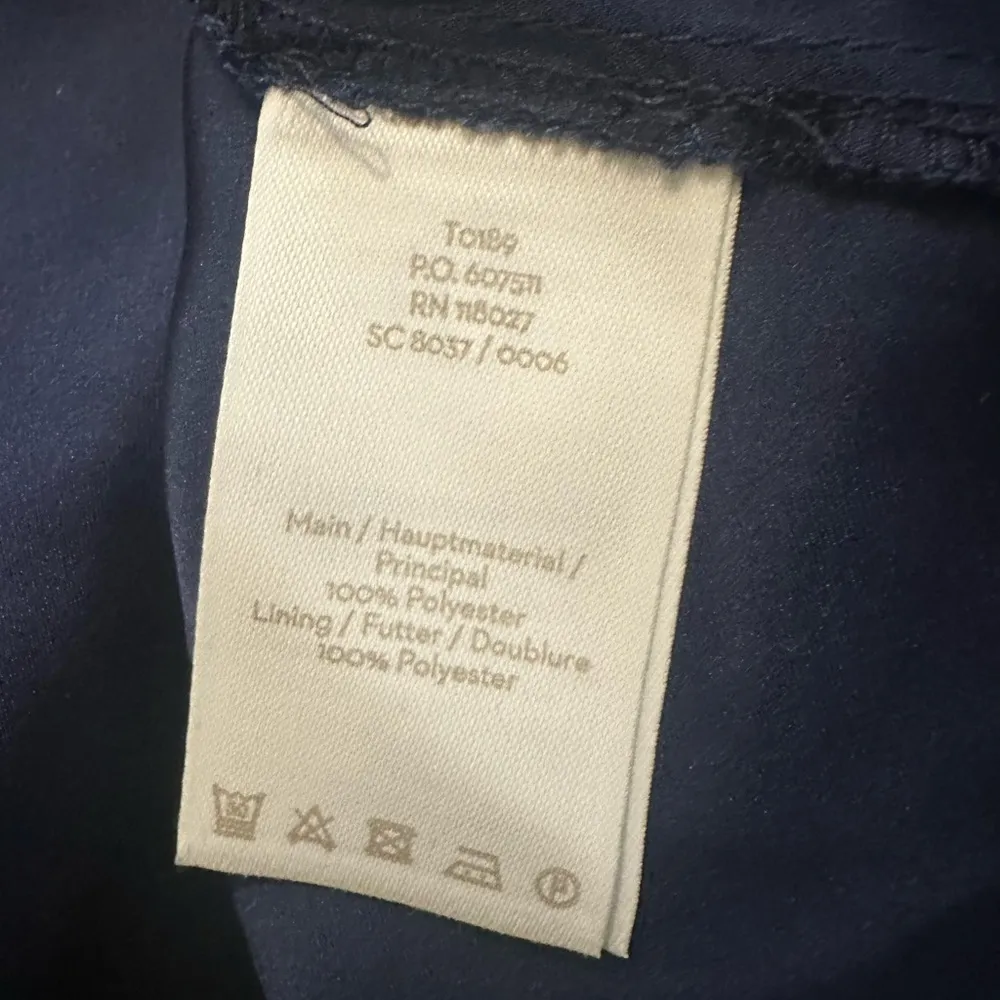 T0189
P.O. 607511
RN 118027
SC 8037 / 0006
Main / Hauptmaterial /
Principal
100% Polyester
Lining / Futter / Doublure
100% Polyester
P